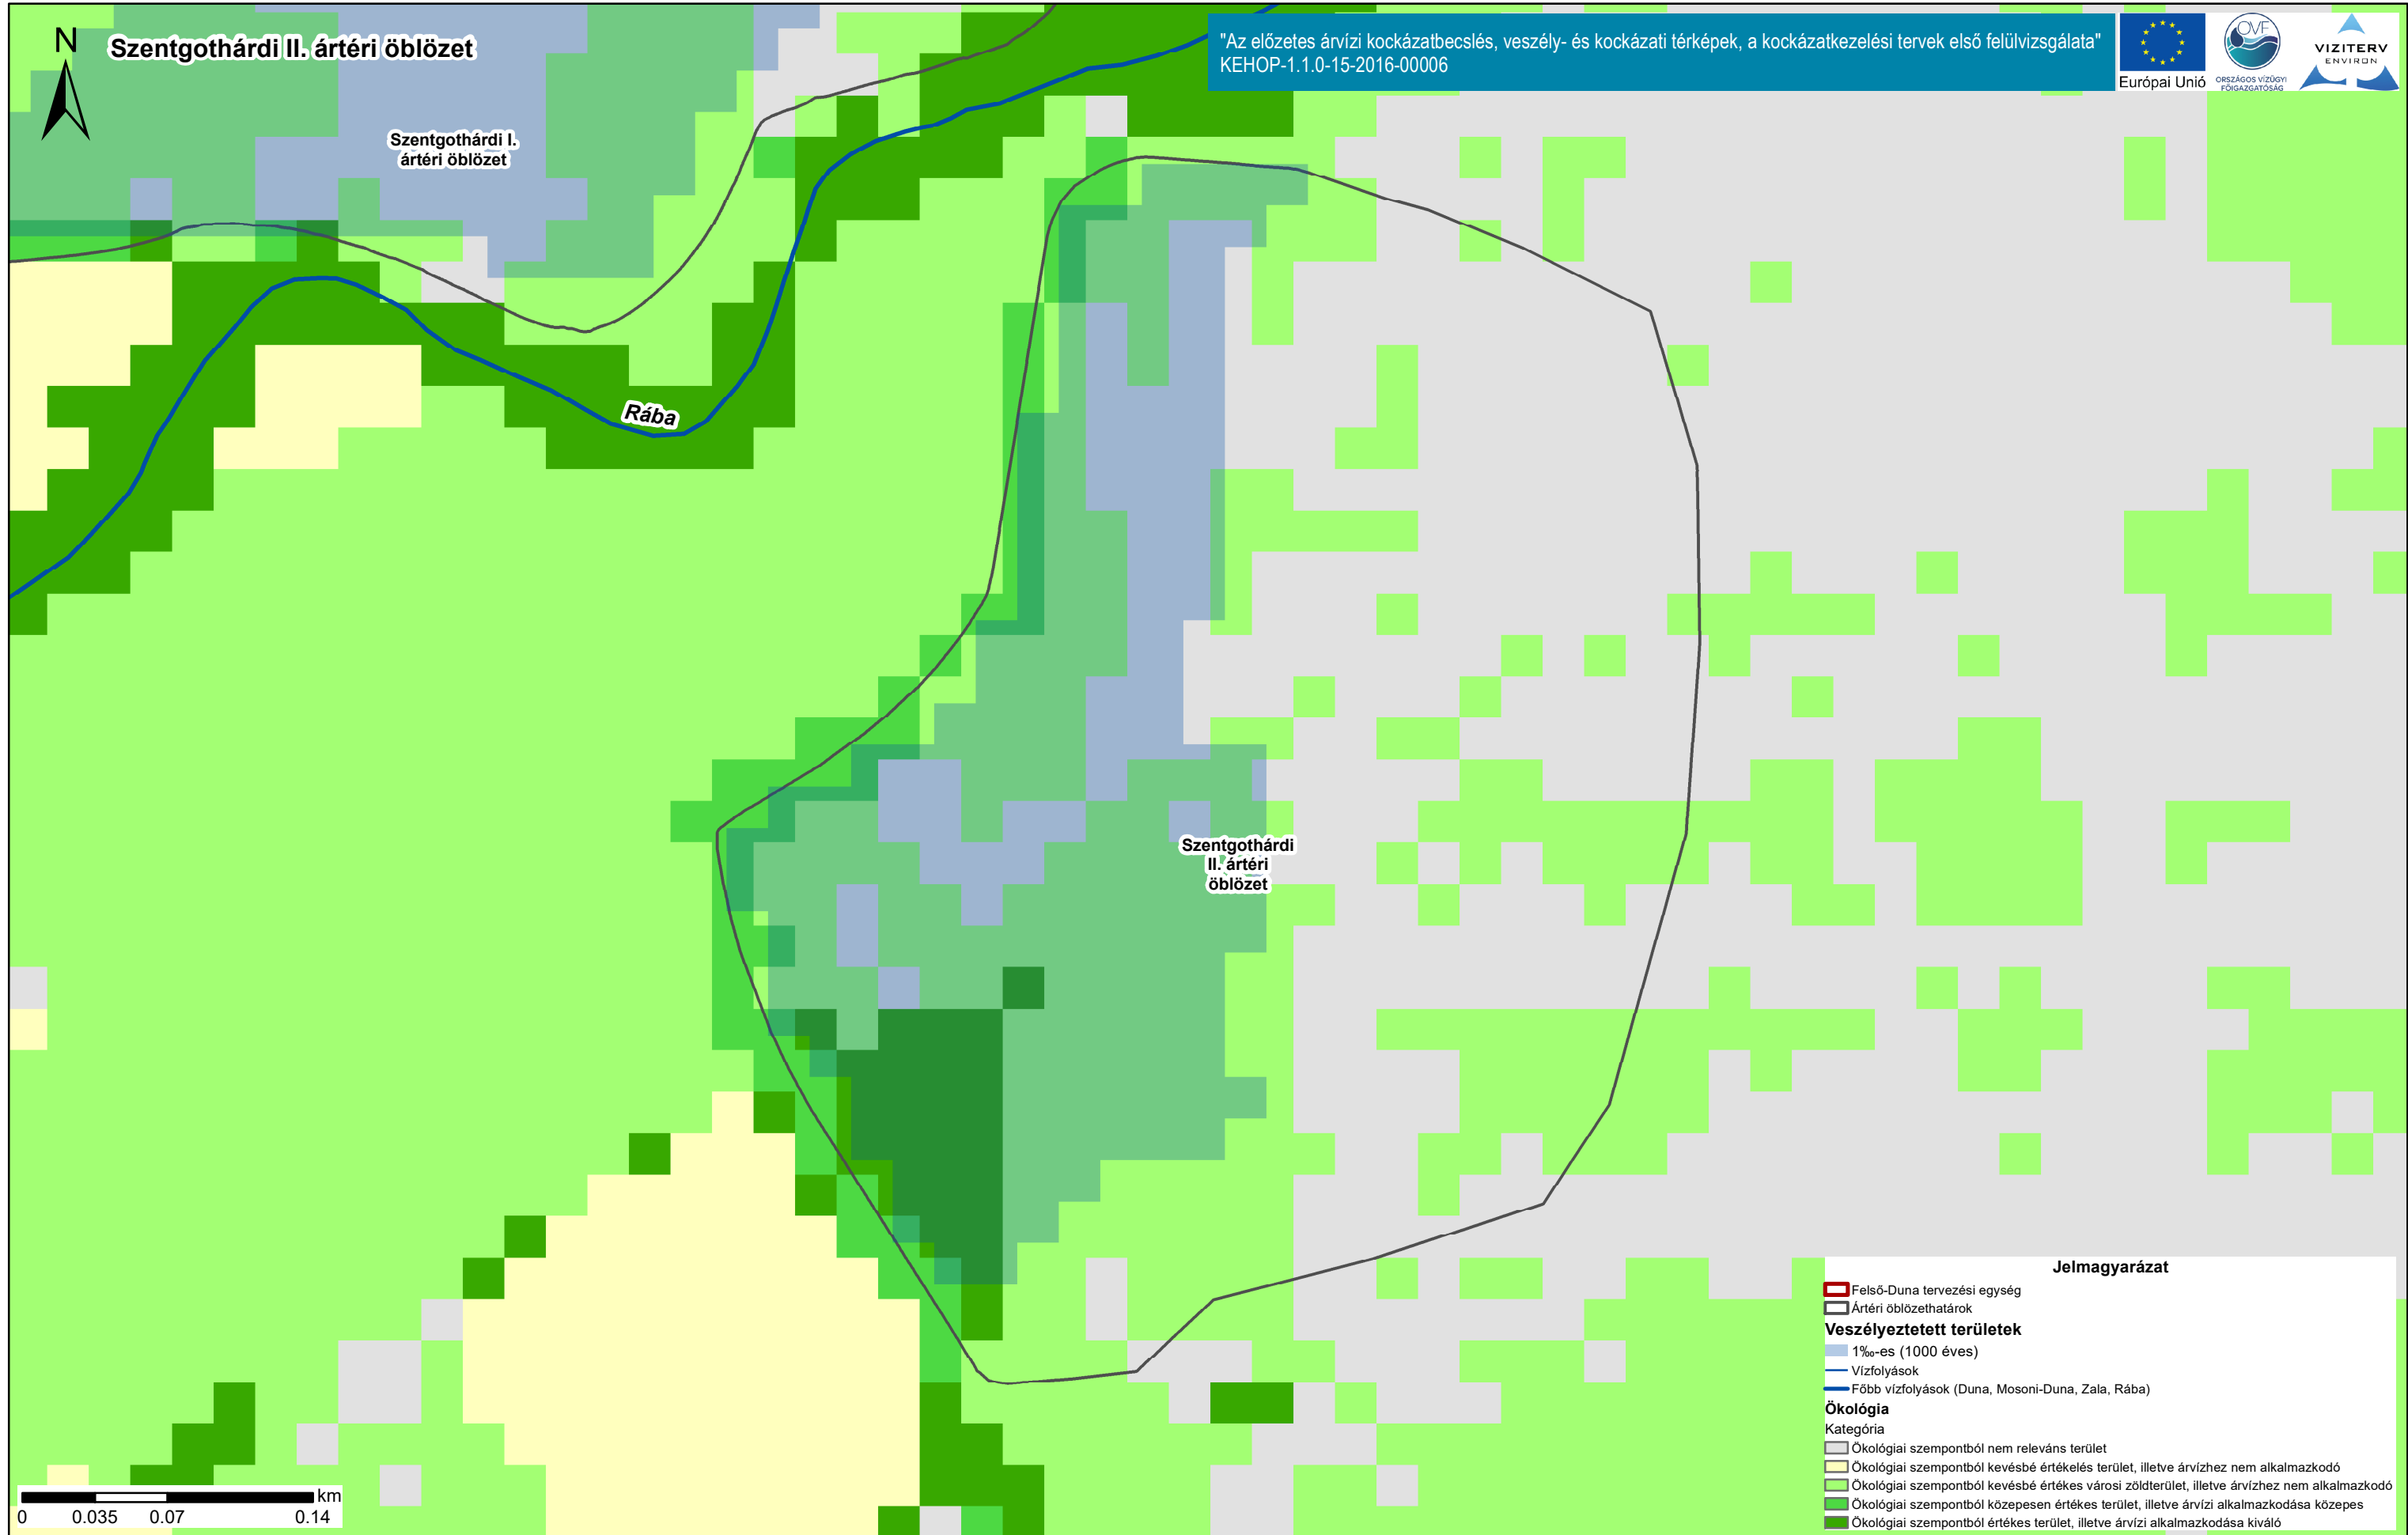 N
Szentgothárdi II. ártéri öblözet
"Az előzetes árvízi kockázatbecslés, veszély- és kockázati térképek, a kockázatkezelési tervek első felülvizsgálata"
KEHOP-1.1.0-15-2016-00006
Európai Unió
OVF
ORSZÁGOS VÍZÜGYI
FŐIGAZGATÓSÁG
VIZITERV
ENVIRON
Szentgothárdi I.
ártéri öblözet
Rába
Szentgothárdi
II. ártéri
öblözet
Jelmagyarázat
Felső-Duna tervezési egység
Ártéri öblözethatárok
Veszélyeztetett területek
1‰-es (1000 éves)
Vízfolyások
Főbb vízfolyások (Duna, Mosoni-Duna, Zala, Rába)
Ökológia
Kategória
Ökológiai szempontból nem releváns terület
Ökológiai szempontból kevésbé értékelés terület, illetve árvízhez nem alkalmazkodó
Ökológiai szempontból kevésbé értékes városi zöldterület, illetve árvízhez nem alkalmazkodó
Ökológiai szempontból közepesen értékes terület, illetve árvízi alkalmazkodása közepes
Ökológiai szempontból értékes terület, illetve árvízi alkalmazkodása kiváló
km
0 0.035 0.07 0.14